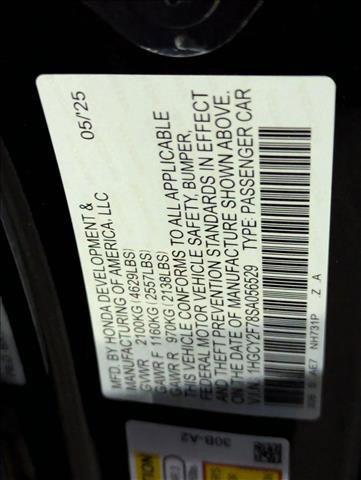 MFD. BY HONDA DEVELOPMENT & 05/'25
MANUFACTURING OF AMERICA, LLC
GVWR 2100KG (4629LBS)
GAWR F 1160KG (2557LBS)
GAWR R 970KG (2138LBS)
THIS VEHICLE CONFORMS TO ALL APPLICABLE
FEDERAL MOTOR VEHICLE SAFETY, BUMPER,
AND THEFT PREVENTION STANDARDS IN EFFECT
ON THE DATE OF MANUFACTURE SHOWN ABOVE.
V.I.N. 1HGCY2F78SA056529 TYPE: PASSENGER CAR
30B AE7 NH731P Z A
30B-A2